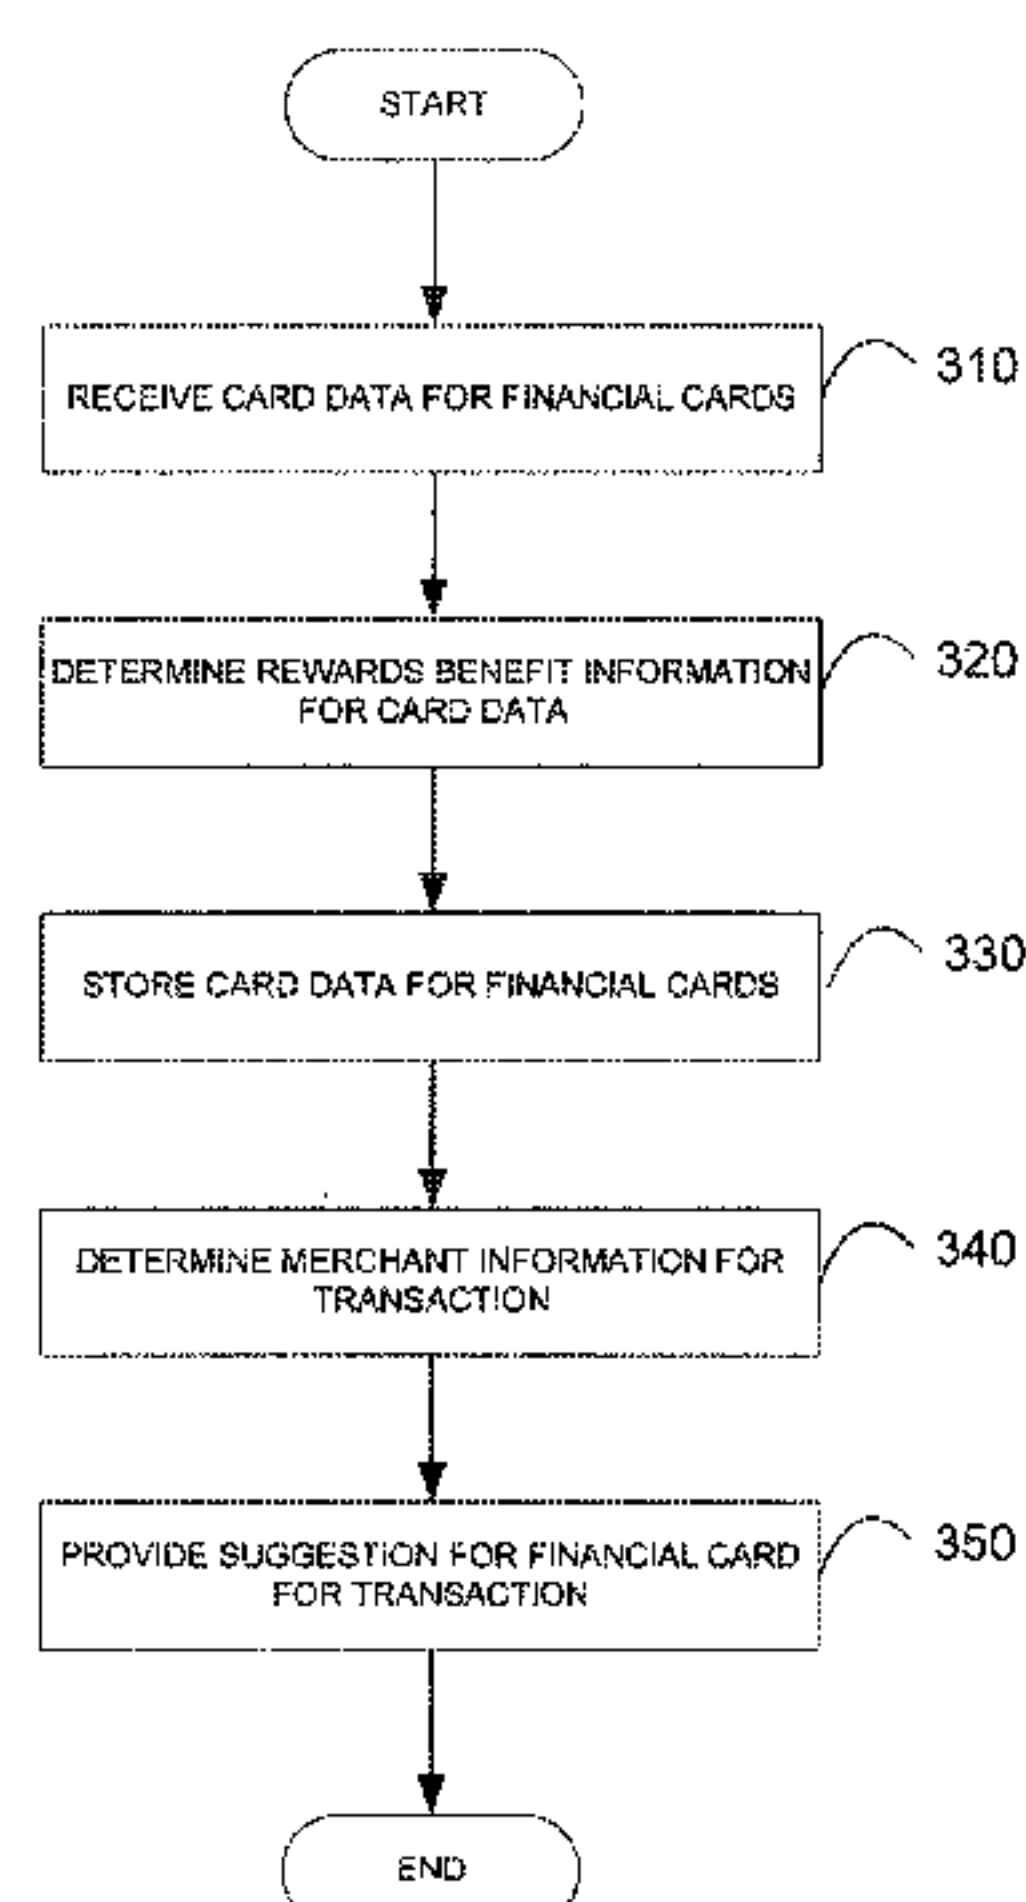 START
RECEIVE CARD DATA FOR FINANCIAL CARDS
310
DETERMINE REWARDS BENEFIT INFORMATION
FOR CARD DATA
320
STORE CARD DATA FOR FINANCIAL CARDS
330
DETERMINE MERCHANT INFORMATION FOR
TRANSACTION
340
PROVIDE SUGGESTION FOR FINANCIAL CARD
FOR TRANSACTION
350
END